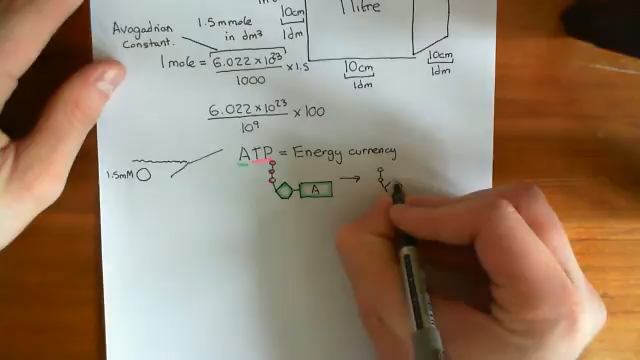 1 litre
Avogadrian constant.
1.5 mmole in dm³
10cm
1dm
10cm
1dm
10cm
1dm
1 mole = 6.022 × 10²³ / 1000 × 1.5
6.022 × 10²³ / 10⁹ × 100
ATP = Energy currency
1.5mM
A